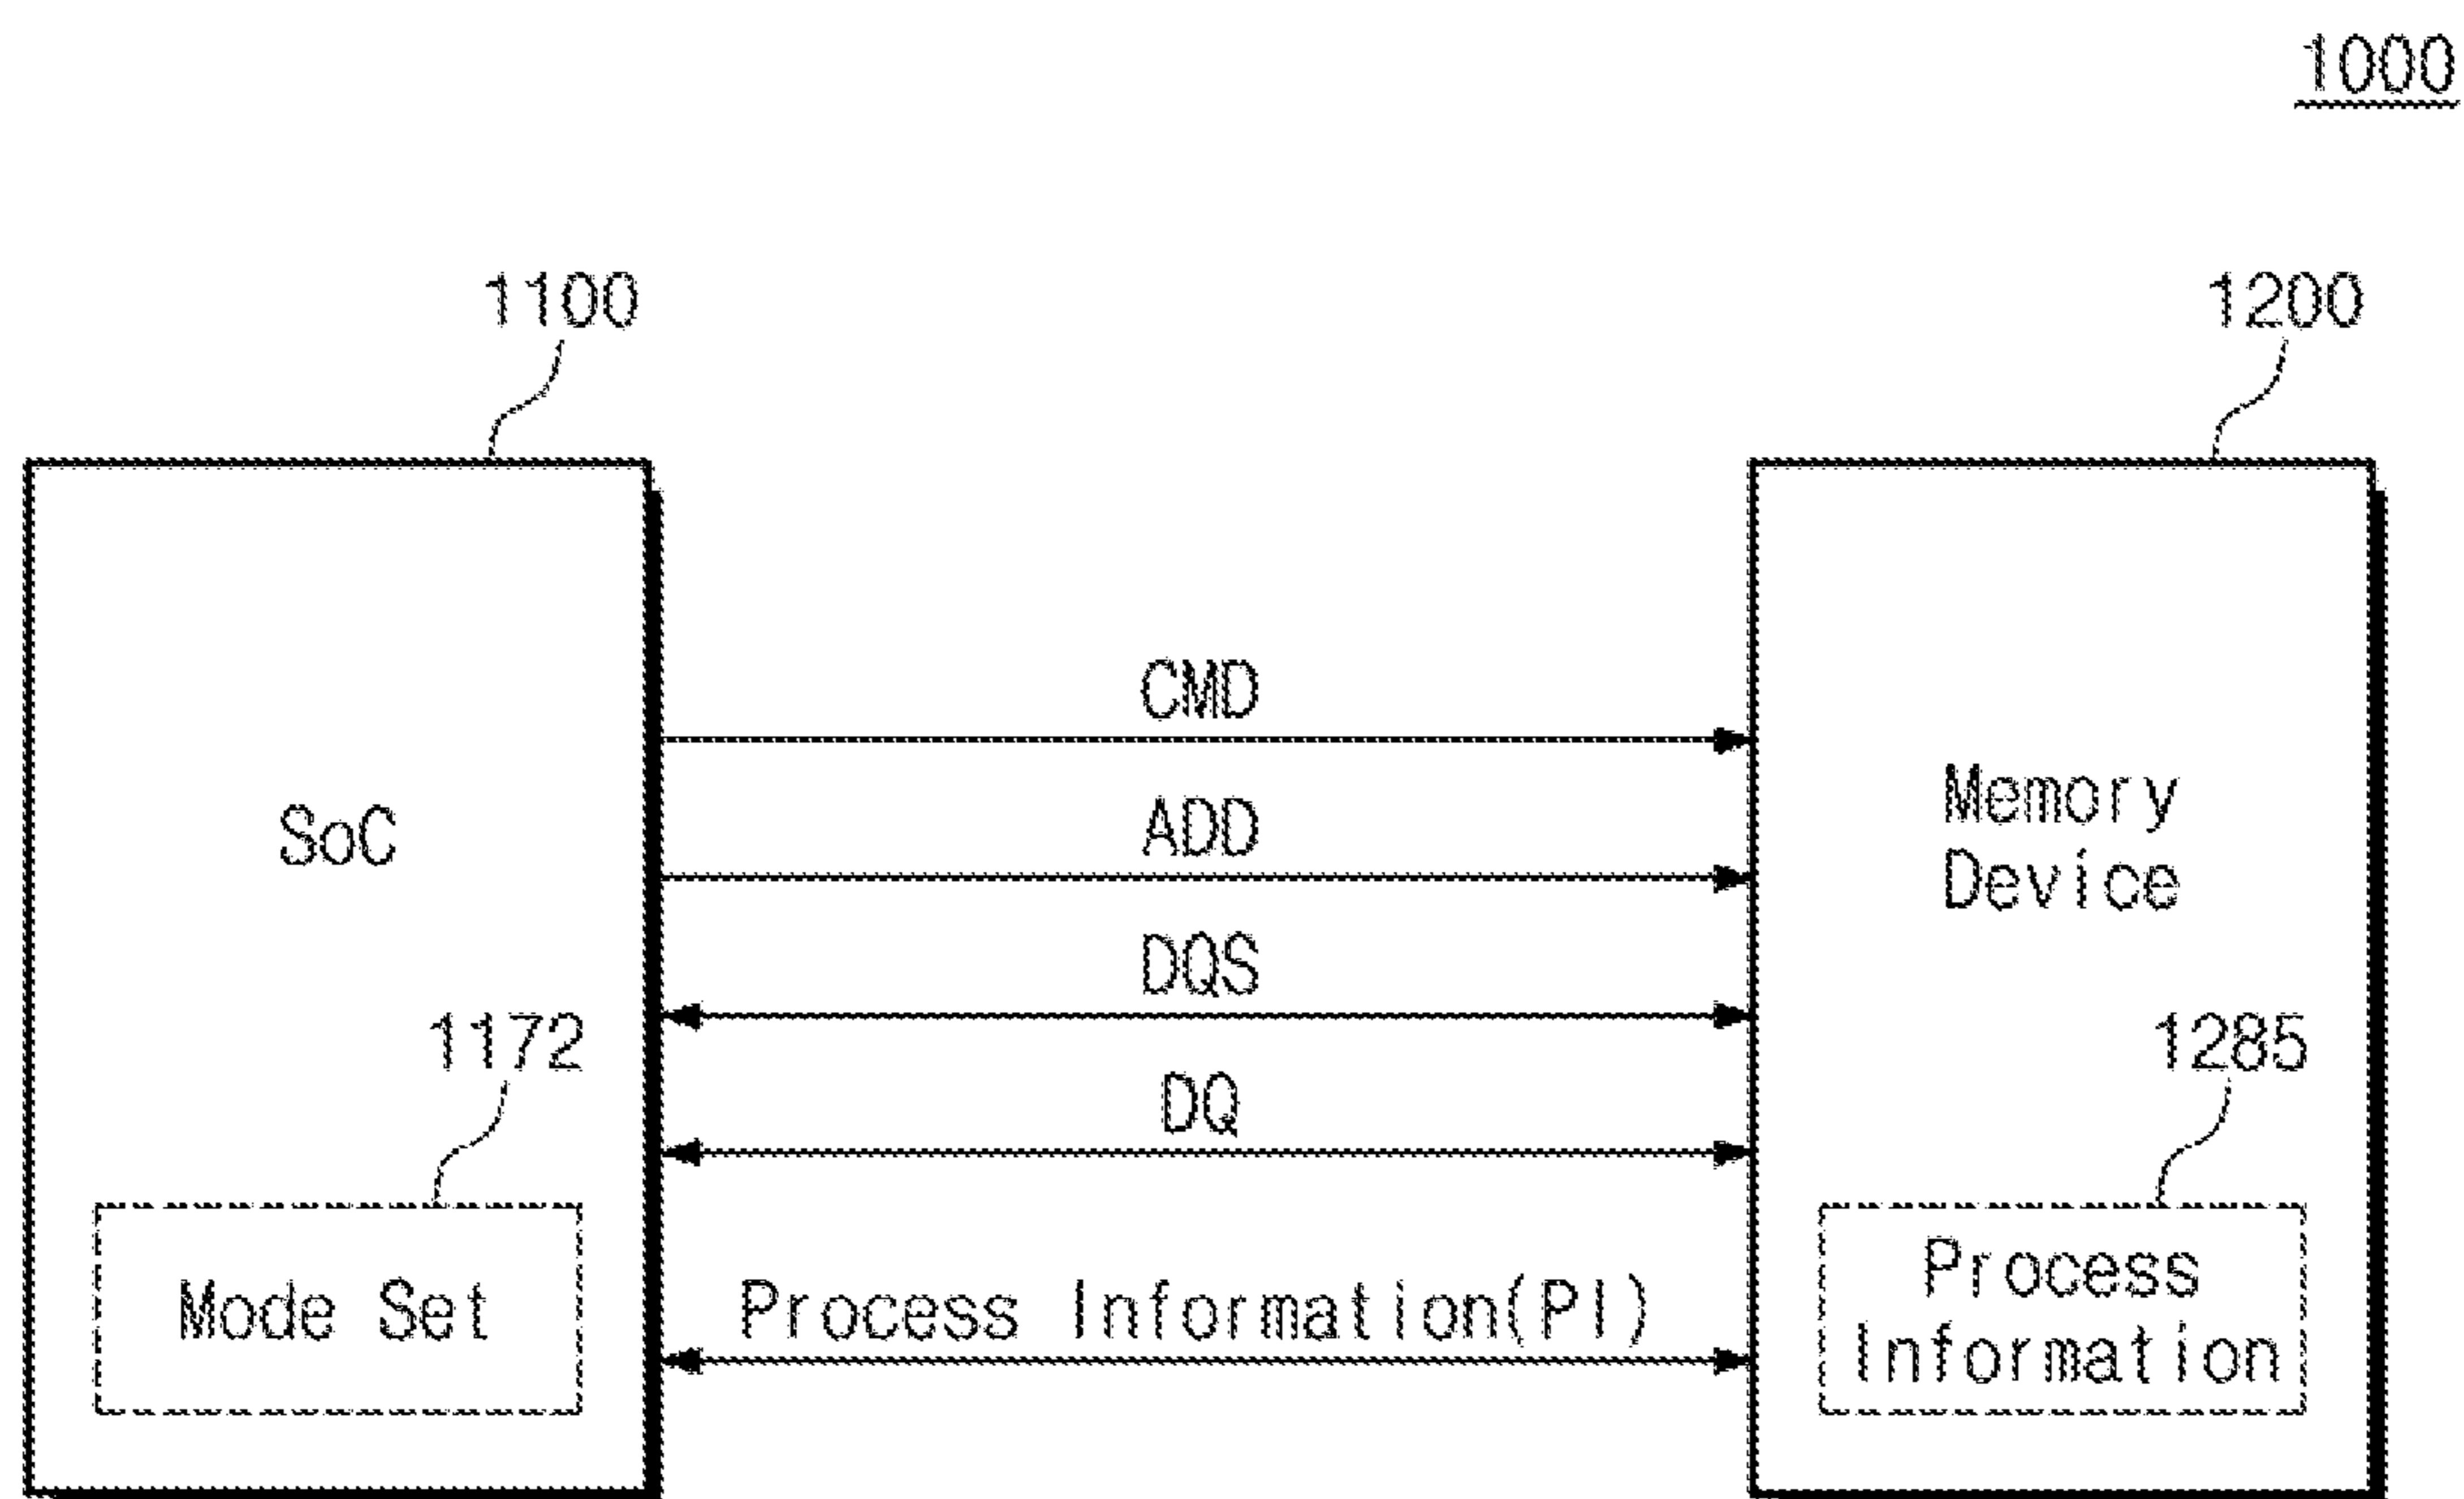 1000
1100
1200
CMD
ADD
SoC
Memory
Device
DQS
DQ
1172
1285
Mode Set
Process Information(PI)
Process
Information